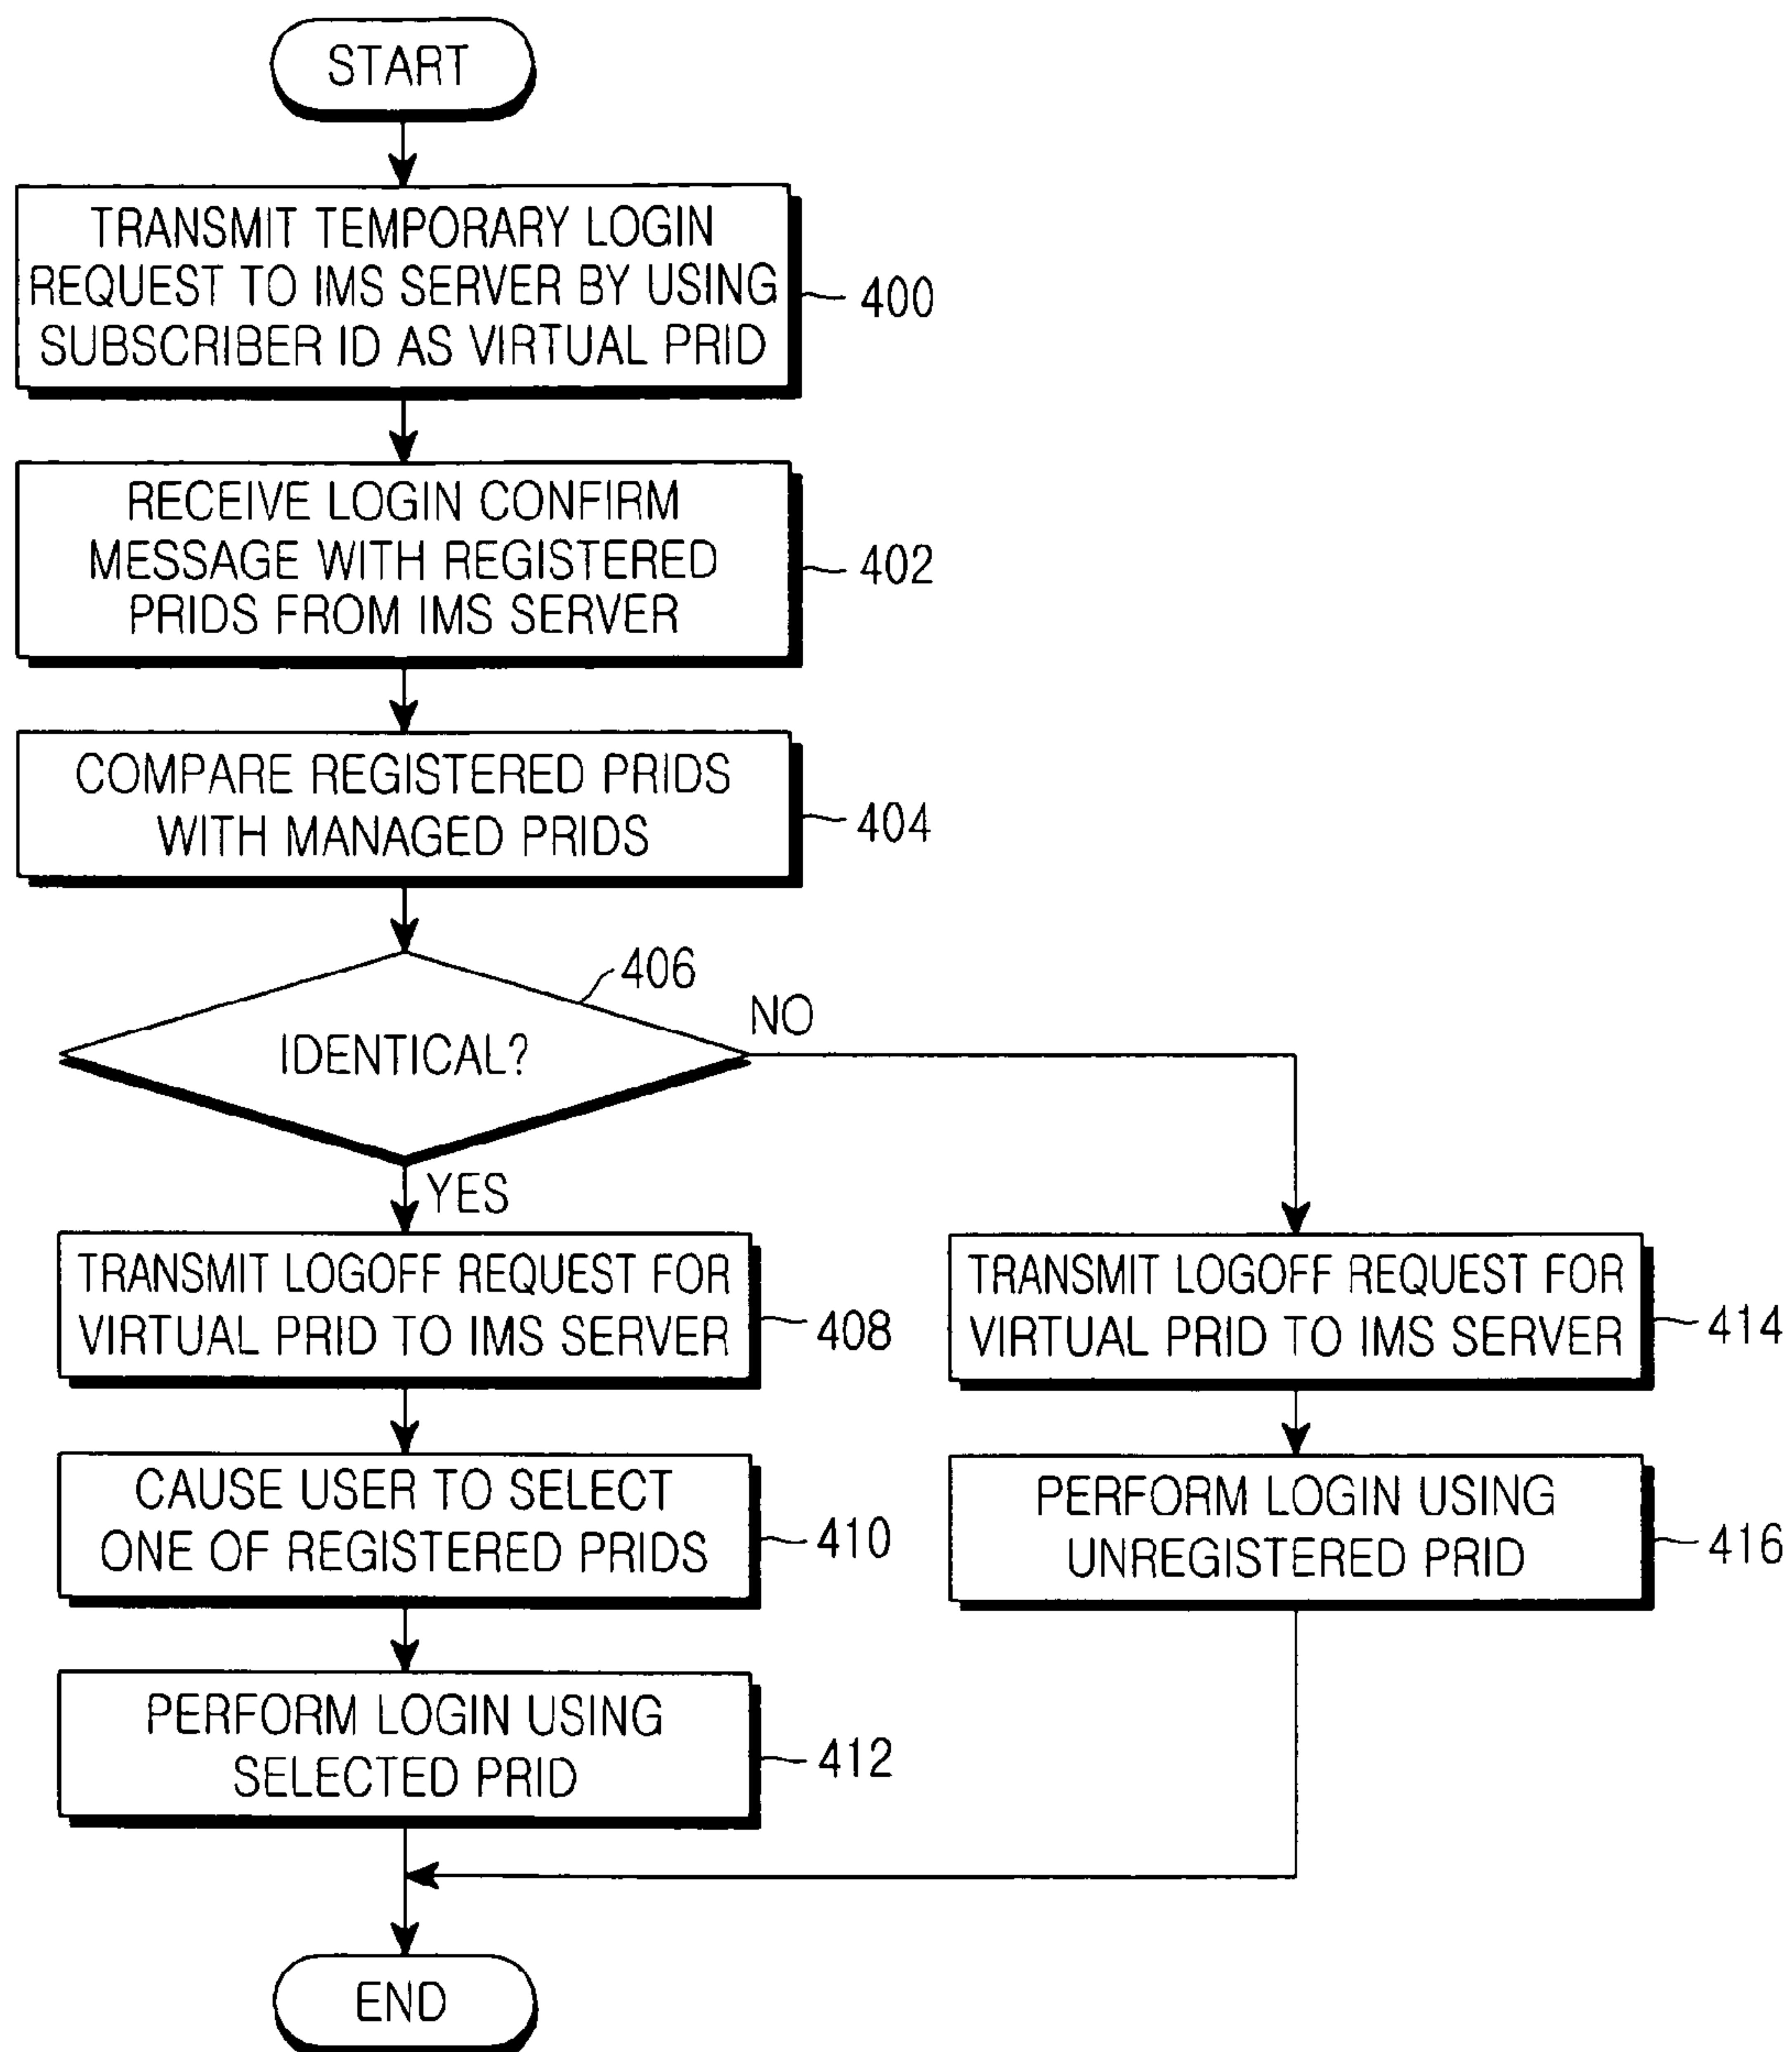 START
TRANSMIT TEMPORARY LOGIN
REQUEST TO IMS SERVER BY USING
SUBSCRIBER ID AS VIRTUAL PRID
400
RECEIVE LOGIN CONFIRM
MESSAGE WITH REGISTERED
PRIDS FROM IMS SERVER
402
COMPARE REGISTERED PRIDS
WITH MANAGED PRIDS
404
406
IDENTICAL?
NO
YES
TRANSMIT LOGOFF REQUEST FOR
VIRTUAL PRID TO IMS SERVER
408
TRANSMIT LOGOFF REQUEST FOR
VIRTUAL PRID TO IMS SERVER
414
CAUSE USER TO SELECT
ONE OF REGISTERED PRIDS
410
PERFORM LOGIN USING
UNREGISTERED PRID
416
PERFORM LOGIN USING
SELECTED PRID
412
END